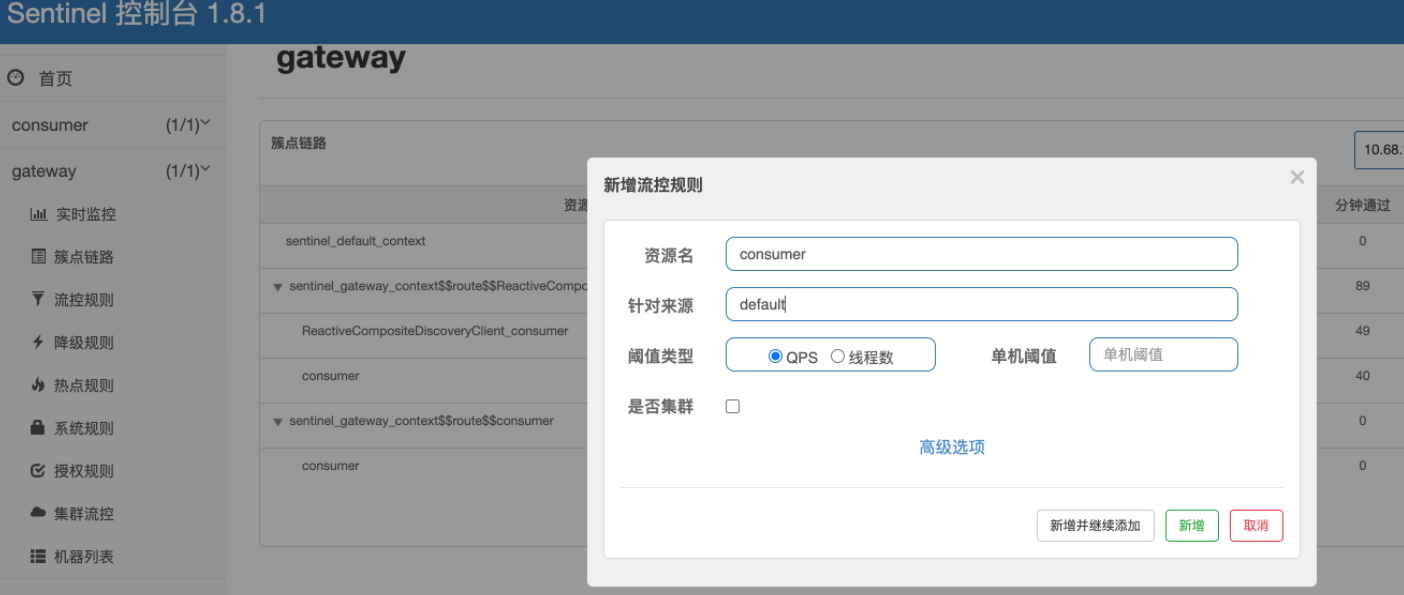 Sentinel 控制台 1.8.1
gateway
首页
consumer (1/1)
gateway (1/1)
实时监控
簇点链路
流控规则
降级规则
热点规则
系统规则
授权规则
集群流控
机器列表
簇点链路
10.68.
资源 分钟通过
sentinel_default_context 0
sentinel_gateway_context$$route$$ReactiveCompo 89
ReactiveCompositeDiscoveryClient_consumer 49
consumer 40
sentinel_gateway_context$$route$$consumer 0
consumer 0
新增流控规则
资源名 consumer
针对来源 default
阈值类型 QPS 线程数 单机阈值 单机阈值
是否集群
高级选项
新增并继续添加 新增 取消